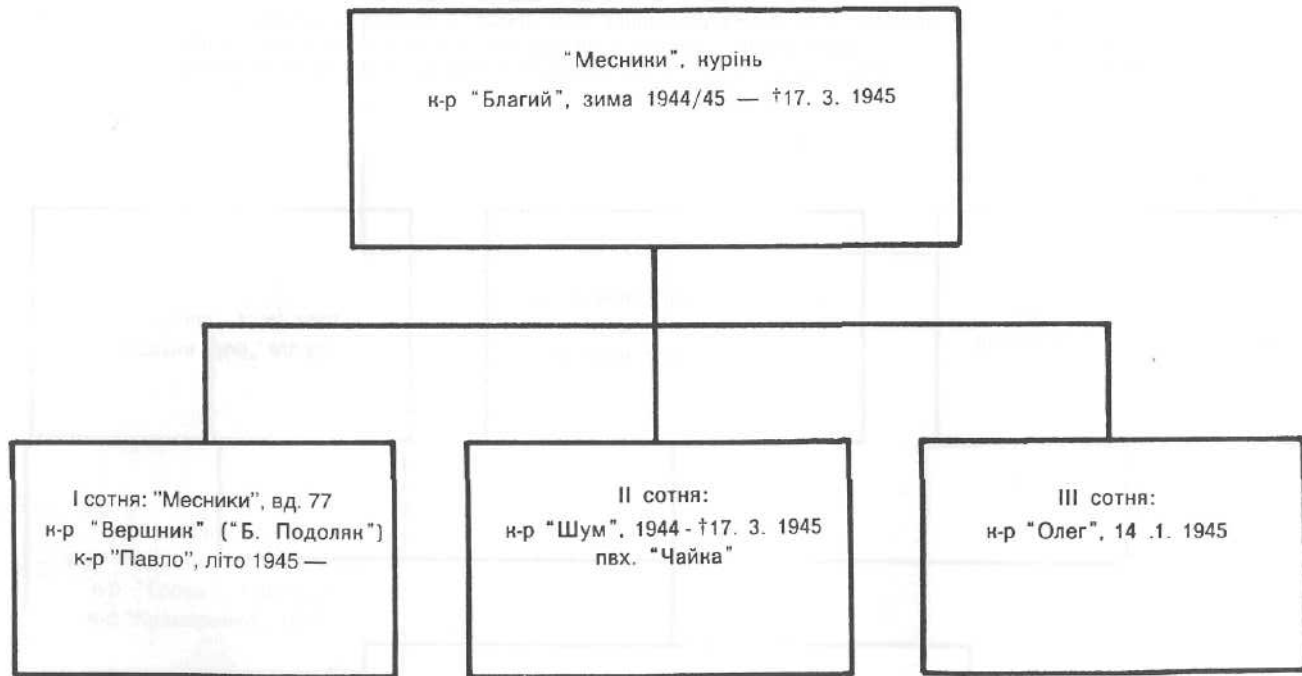 “Месники”, курінь
к-р “Благий”, зима 1944/45 — †17. 3. 1945
I сотня: "Месники", вд. 77
к-р “Вершник” (“Б. Подоляк”)
к-р "Павло", літо 1945 —
II сотня:
к-р “Шум”, 1944 - †17. 3. 1945
пвх. “Чайка”
III сотня:
к-р “Олег”, 14 .1. 1945